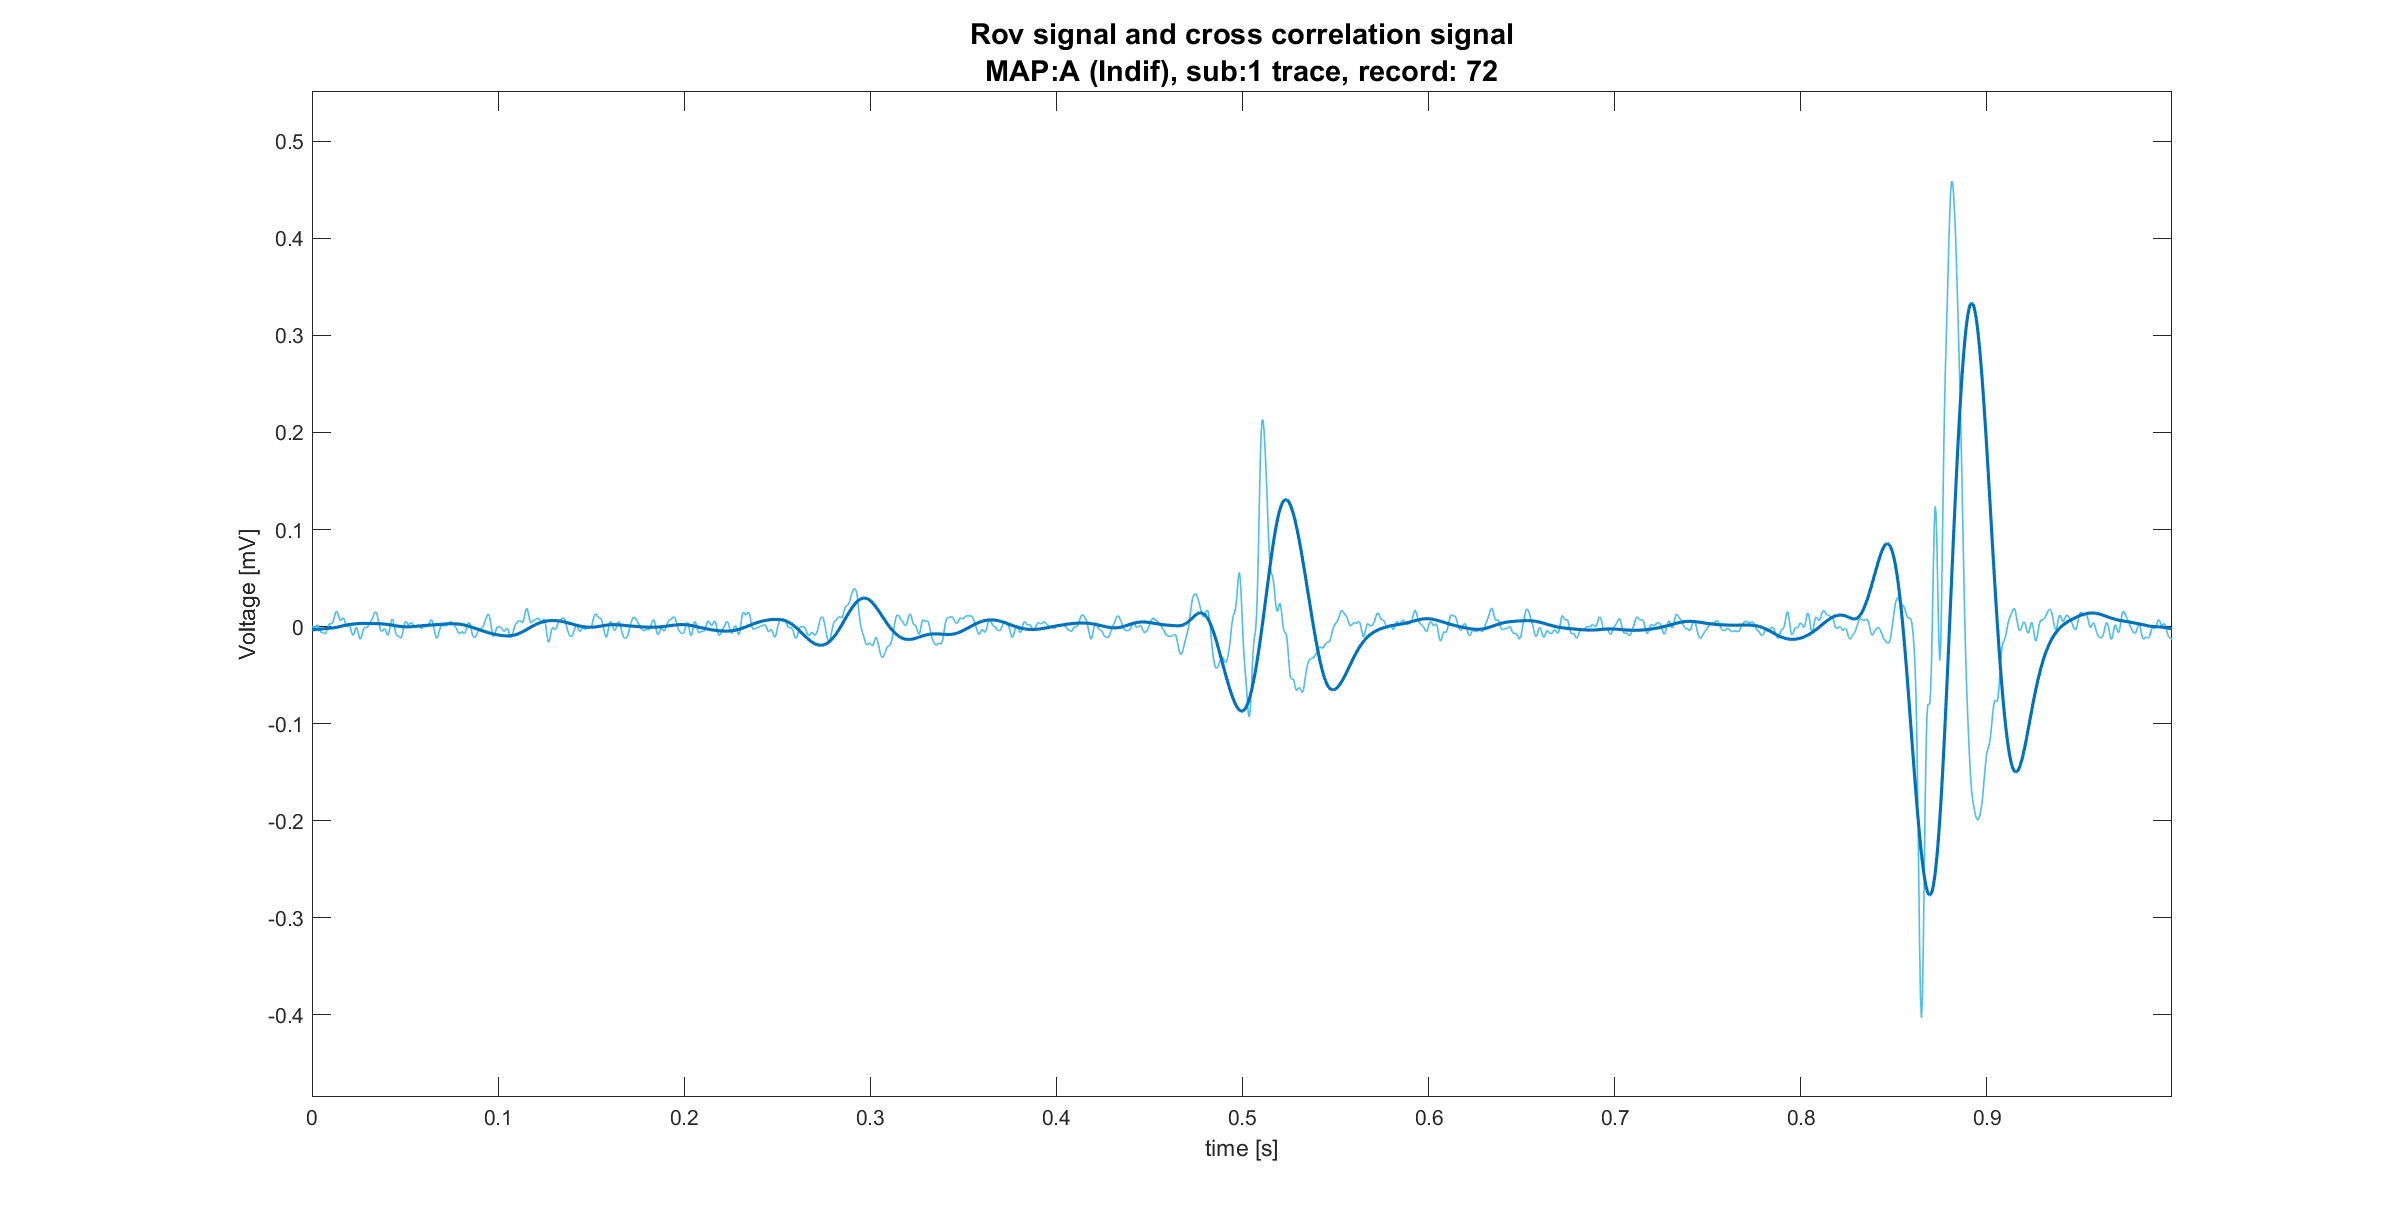 Rov signal and cross correlation signal
MAP:A (Indif), sub:1 trace, record: 72
Voltage [mV]
0.5
0.4
0.3
0.2
0.1
0
-0.1
-0.2
-0.3
-0.4
0 0.1 0.2 0.3 0.4 0.5 0.6 0.7 0.8 0.9
time [s]